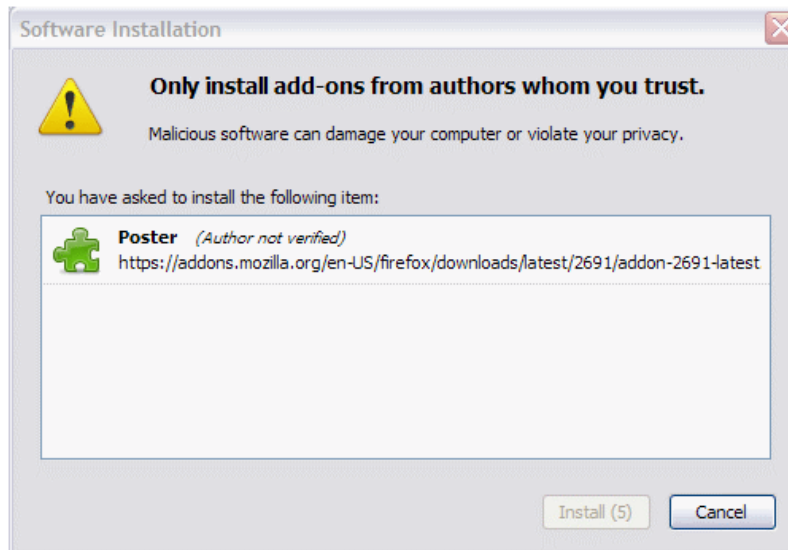 Software Installation
Only install add-ons from authors whom you trust.
Malicious software can damage your computer or violate your privacy.
You have asked to install the following item:
Poster (Author not verified)
https://addons.mozilla.org/en-US/firefox/downloads/latest/2691/addon-2691-latest
Install (5) Cancel